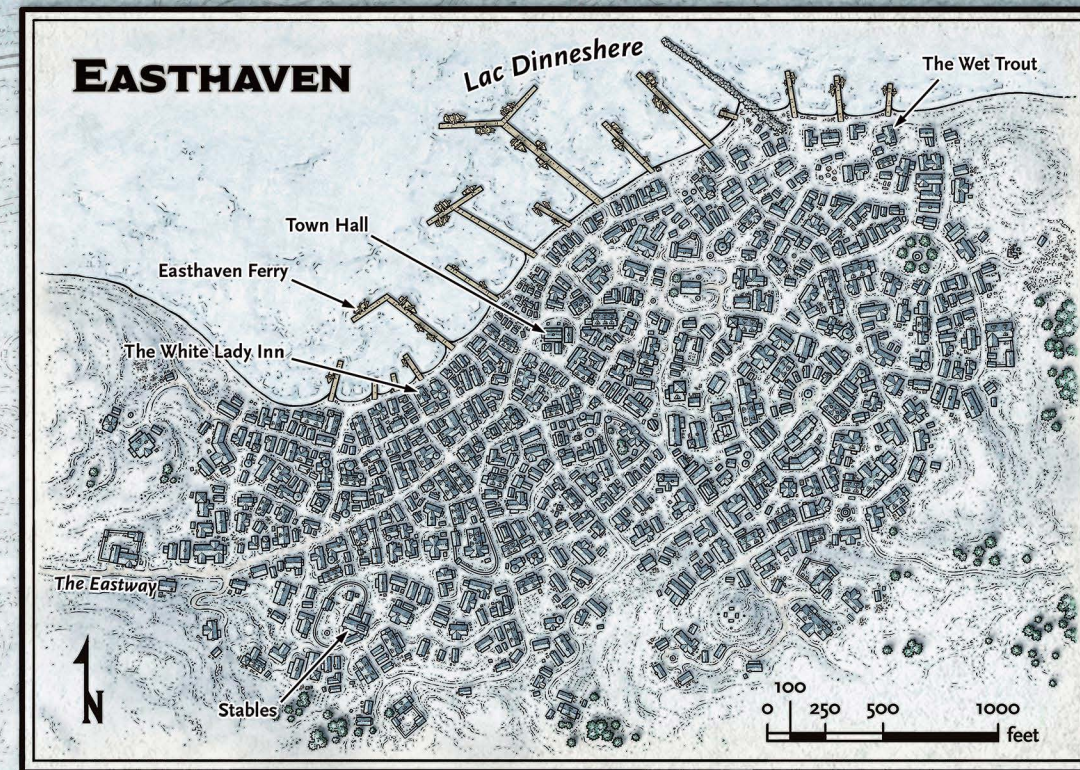 EASTHAVEN
Lac Dinneshere
The Wet Trout
Town Hall
Easthaven Ferry
The White Lady Inn
The Eastway
N
Stables
100
0 250 500 1000
feet